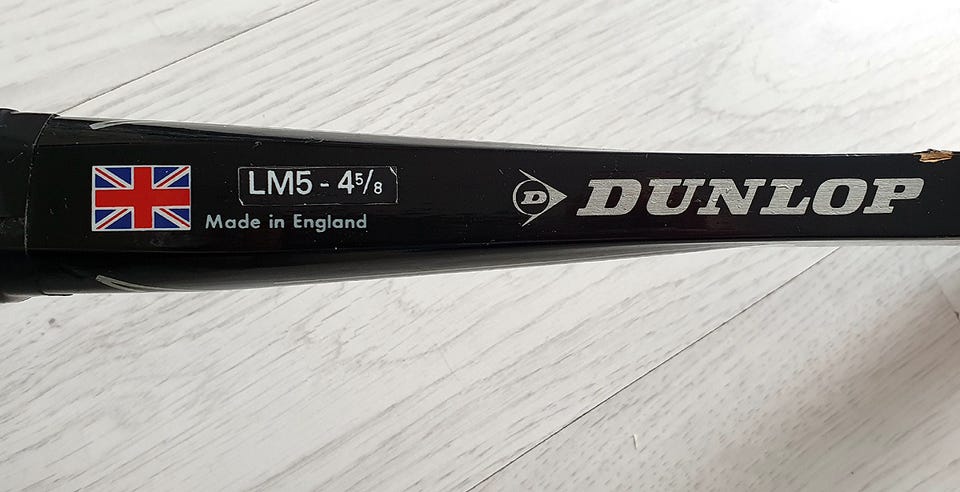 LM5 - 4⁵/₈
Made in England
D DUNLOP